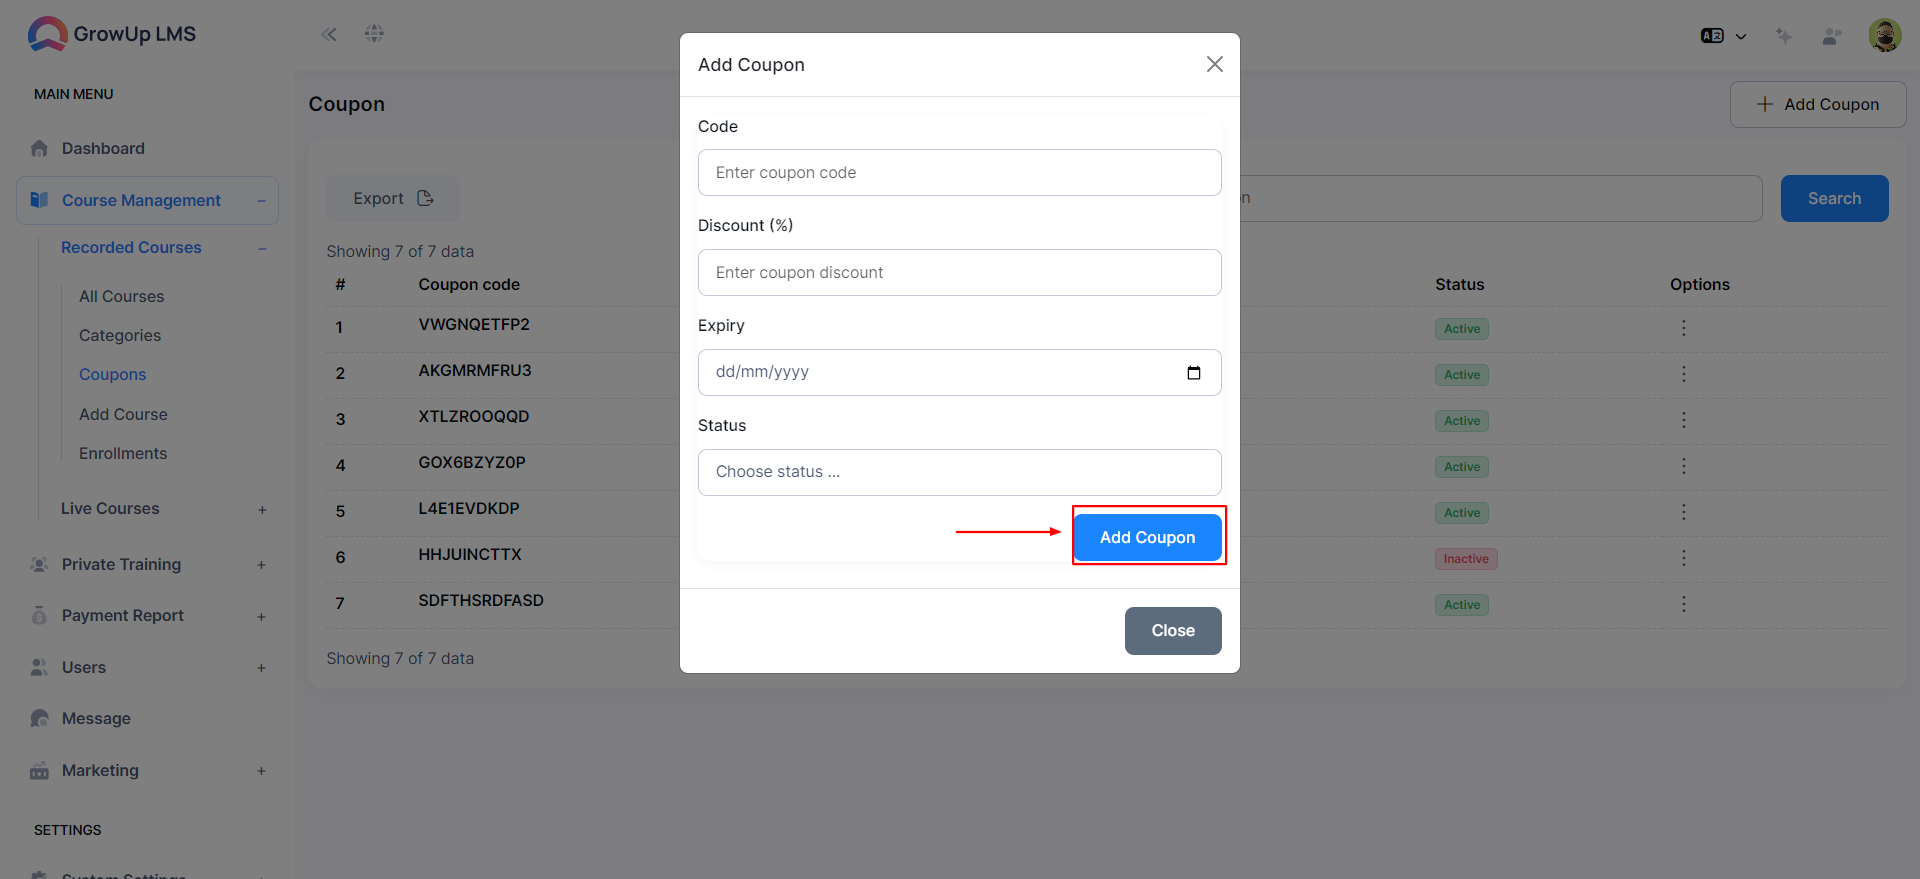 GrowUp LMS
MAIN MENU
Dashboard
Course Management
Recorded Courses
All Courses
Categories
Coupons
Add Course
Enrollments
Live Courses
Private Training
Payment Report
Users
Message
Marketing
SETTINGS
System Settings
Coupon
+ Add Coupon
Export
Search
Showing 7 of 7 data
# Coupon code Status Options
1 VWGNQETFP2 Active
2 AKGMRMFRU3 Active
3 XTLZROOQQD Active
4 GOX6BZYZ0P Active
5 L4E1EVDKDP Active
6 HHJUINCTTX Inactive
7 SDFTHSRDFASD Active
Showing 7 of 7 data
Add Coupon
Code
Enter coupon code
Discount (%)
Enter coupon discount
Expiry
dd/mm/yyyy
Status
Choose status ...
Add Coupon
Close